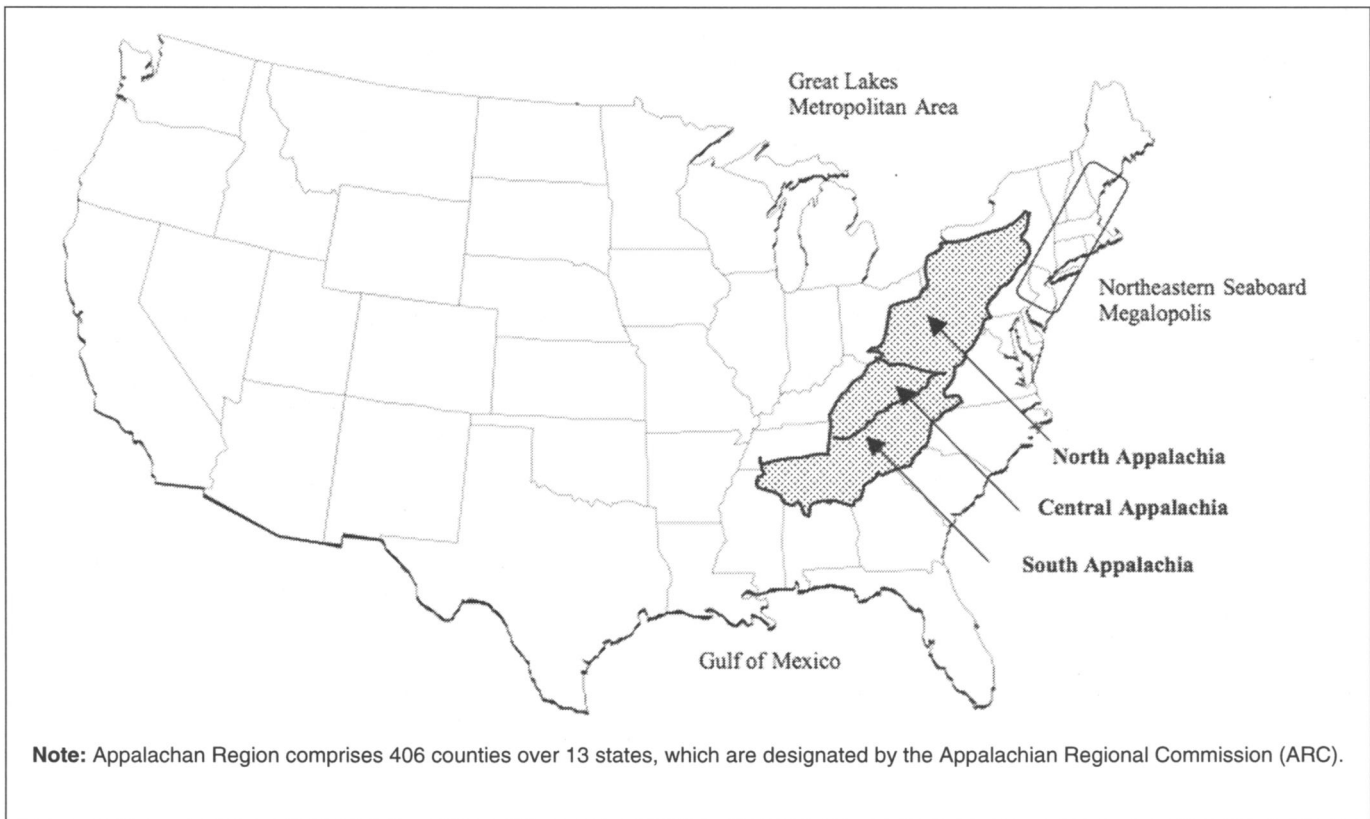 Great Lakes
Metropolitan Area
Northeastern Seaboard
Megalopolis
North Appalachia
Central Appalachia
South Appalachia
Gulf of Mexico
Note: Appalachan Region comprises 406 counties over 13 states, which are designated by the Appalachian Regional Commission (ARC).